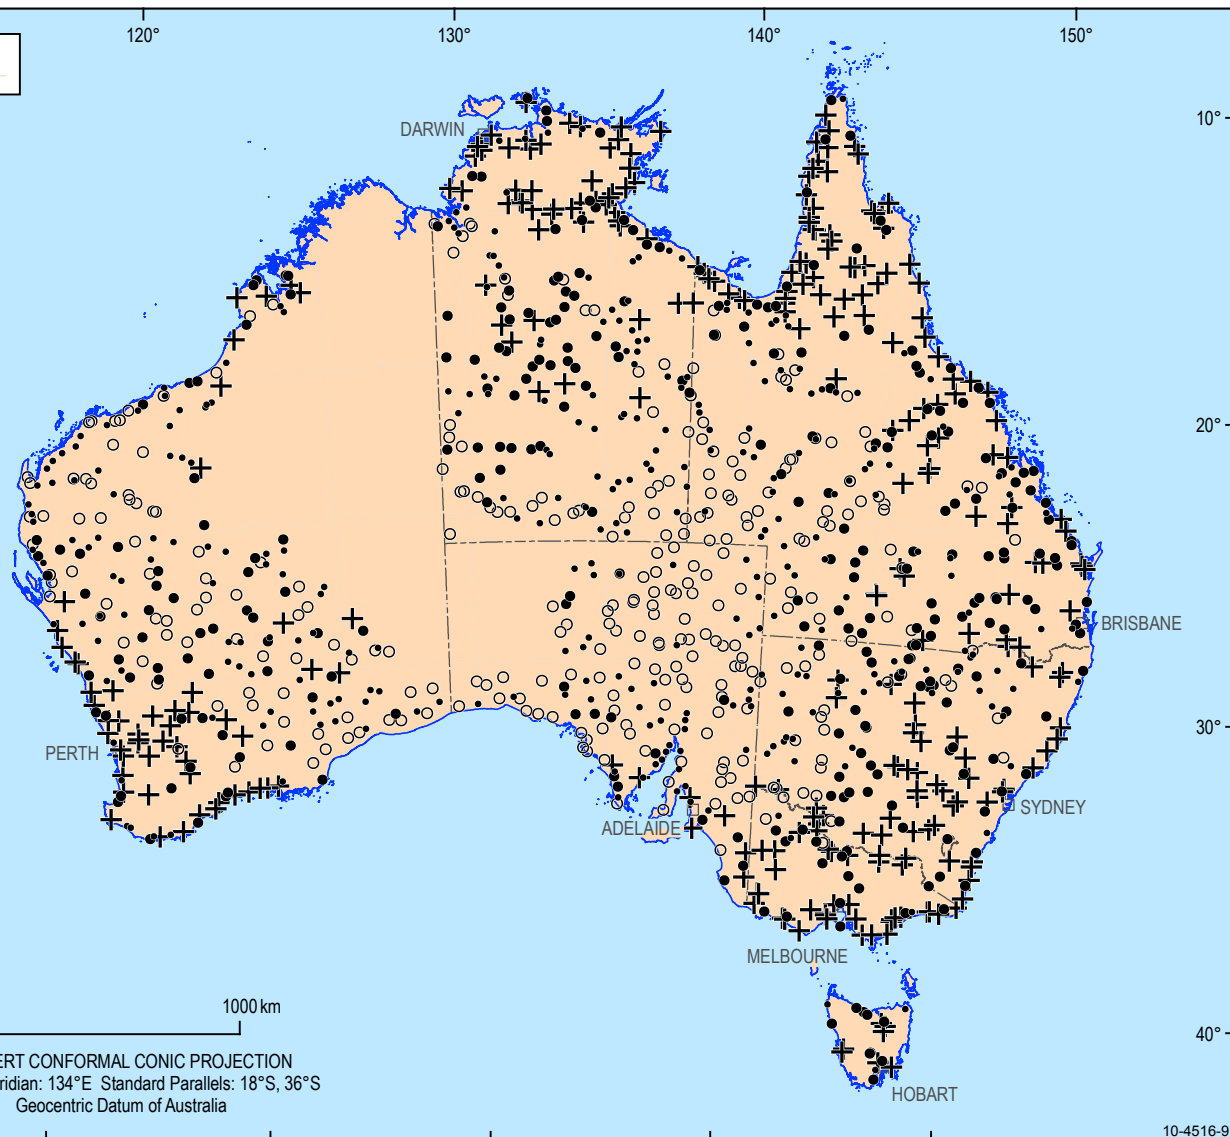 120° 130° 140° 150°
DARWIN
10°
20°
BRISBANE
30°
PERTH
SYDNEY
ADELAIDE
MELBOURNE
1000 km
40°
ERT CONFORMAL CONIC PROJECTION
ridian: 134°E Standard Parallels: 18°S, 36°S
Geocentric Datum of Australia
HOBART
10-4516-9